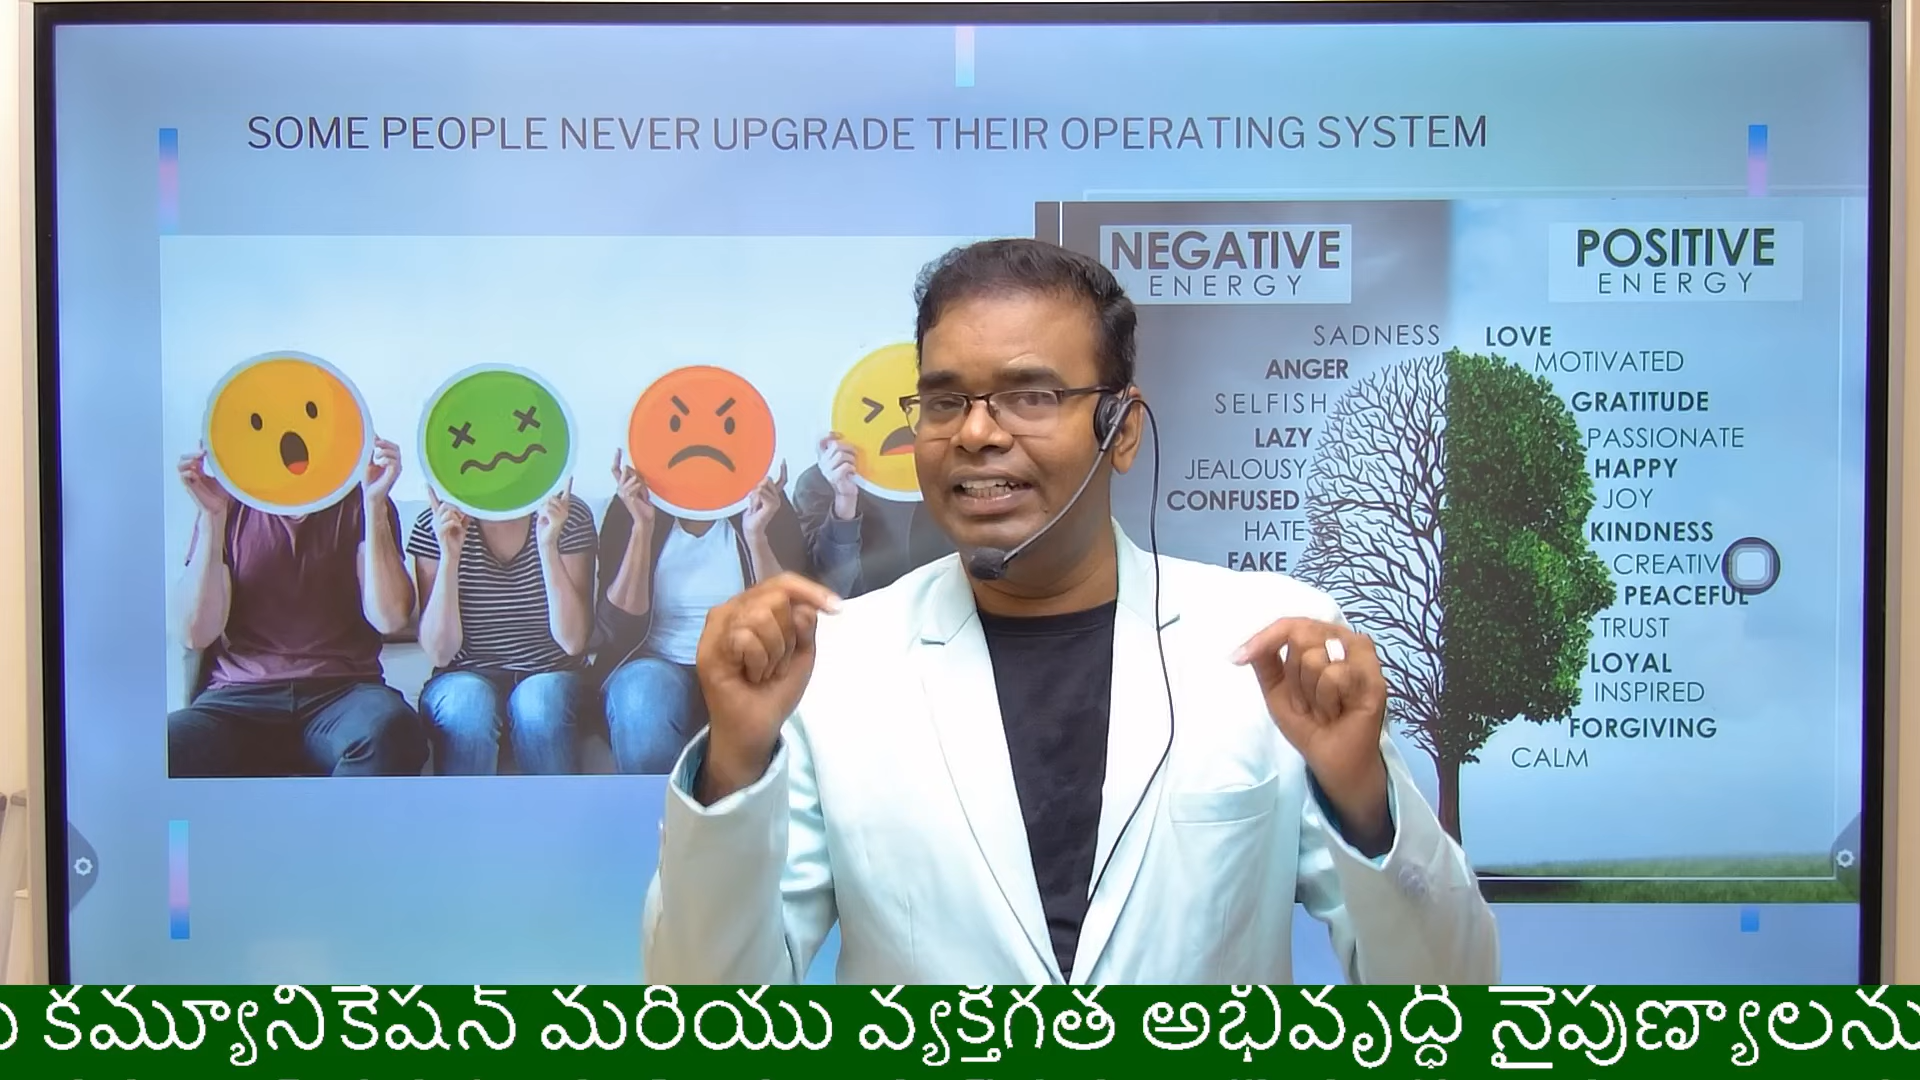 SOME PEOPLE NEVER UPGRADE THEIR OPERATING SYSTEM
NEGATIVE
ENERGY
SADNESS
ANGER
SELFISH
LAZY
JEALOUSY
CONFUSED
HATE
FAKE
POSITIVE
ENERGY
LOVE
MOTIVATED
GRATITUDE
PASSIONATE
HAPPY
JOY
KINDNESS
CREATIV
PEACEFUL
TRUST
LOYAL
INSPIRED
FORGIVING
CALM
కమ్యూనికేషన్ మరియు వ్యక్తిగత అభివృద్ధి నైపుణ్యాలను